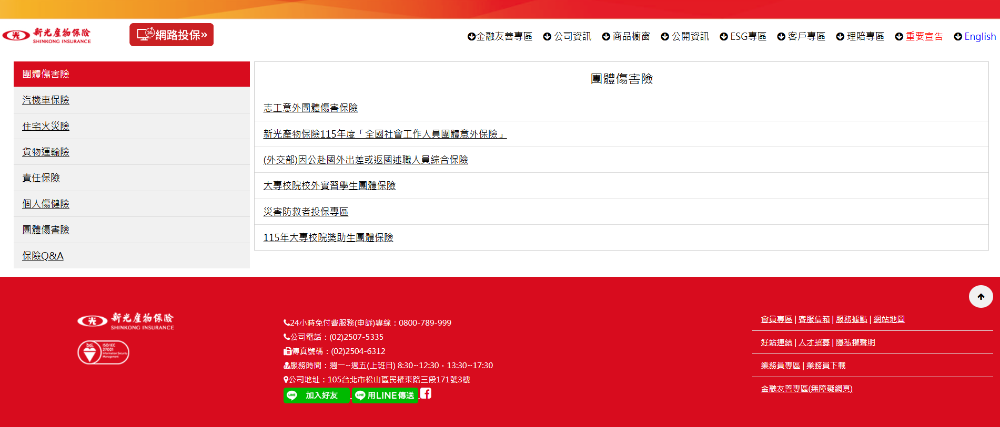 新光產物保險
SHINKONG INSURANCE
24h 網路投保»
金融友善專區 公司資訊 商品櫥窗 公開資訊 ESG專區 客戶專區 理賠專區 重要宣告 English
團體傷害險
汽機車保險
住宅火災險
貨物運輸險
責任保險
個人傷健險
團體傷害險
保險Q&A
團體傷害險
志工意外團體傷害保險
新光產物保險115年度「全國社會工作人員團體意外保險」
(外交部)因公赴國外出差或返國述職人員綜合保險
大專校院校外實習學生團體保險
災害防救者投保專區
115年大專校院獎助生團體保險
新光產物保險
SHINKONG INSURANCE
bsi. ISO/IEC
27001
Information Security
Management
24小時免付費服務(申訴)專線：0800-789-999
公司電話：(02)2507-5335
傳真號碼：(02)2504-6312
服務時間：週一~週五(上班日) 8:30~12:30，13:30~17:30
公司地址：105台北市松山區民權東路三段171號3樓
LINE 加入好友 LINE 用LINE傳送
會員專區 | 客服信箱 | 服務據點 | 網站地圖
好站連結 | 人才招募 | 隱私權聲明
業務員專區 | 業務員下載
金融友善專區(無障礙網頁)